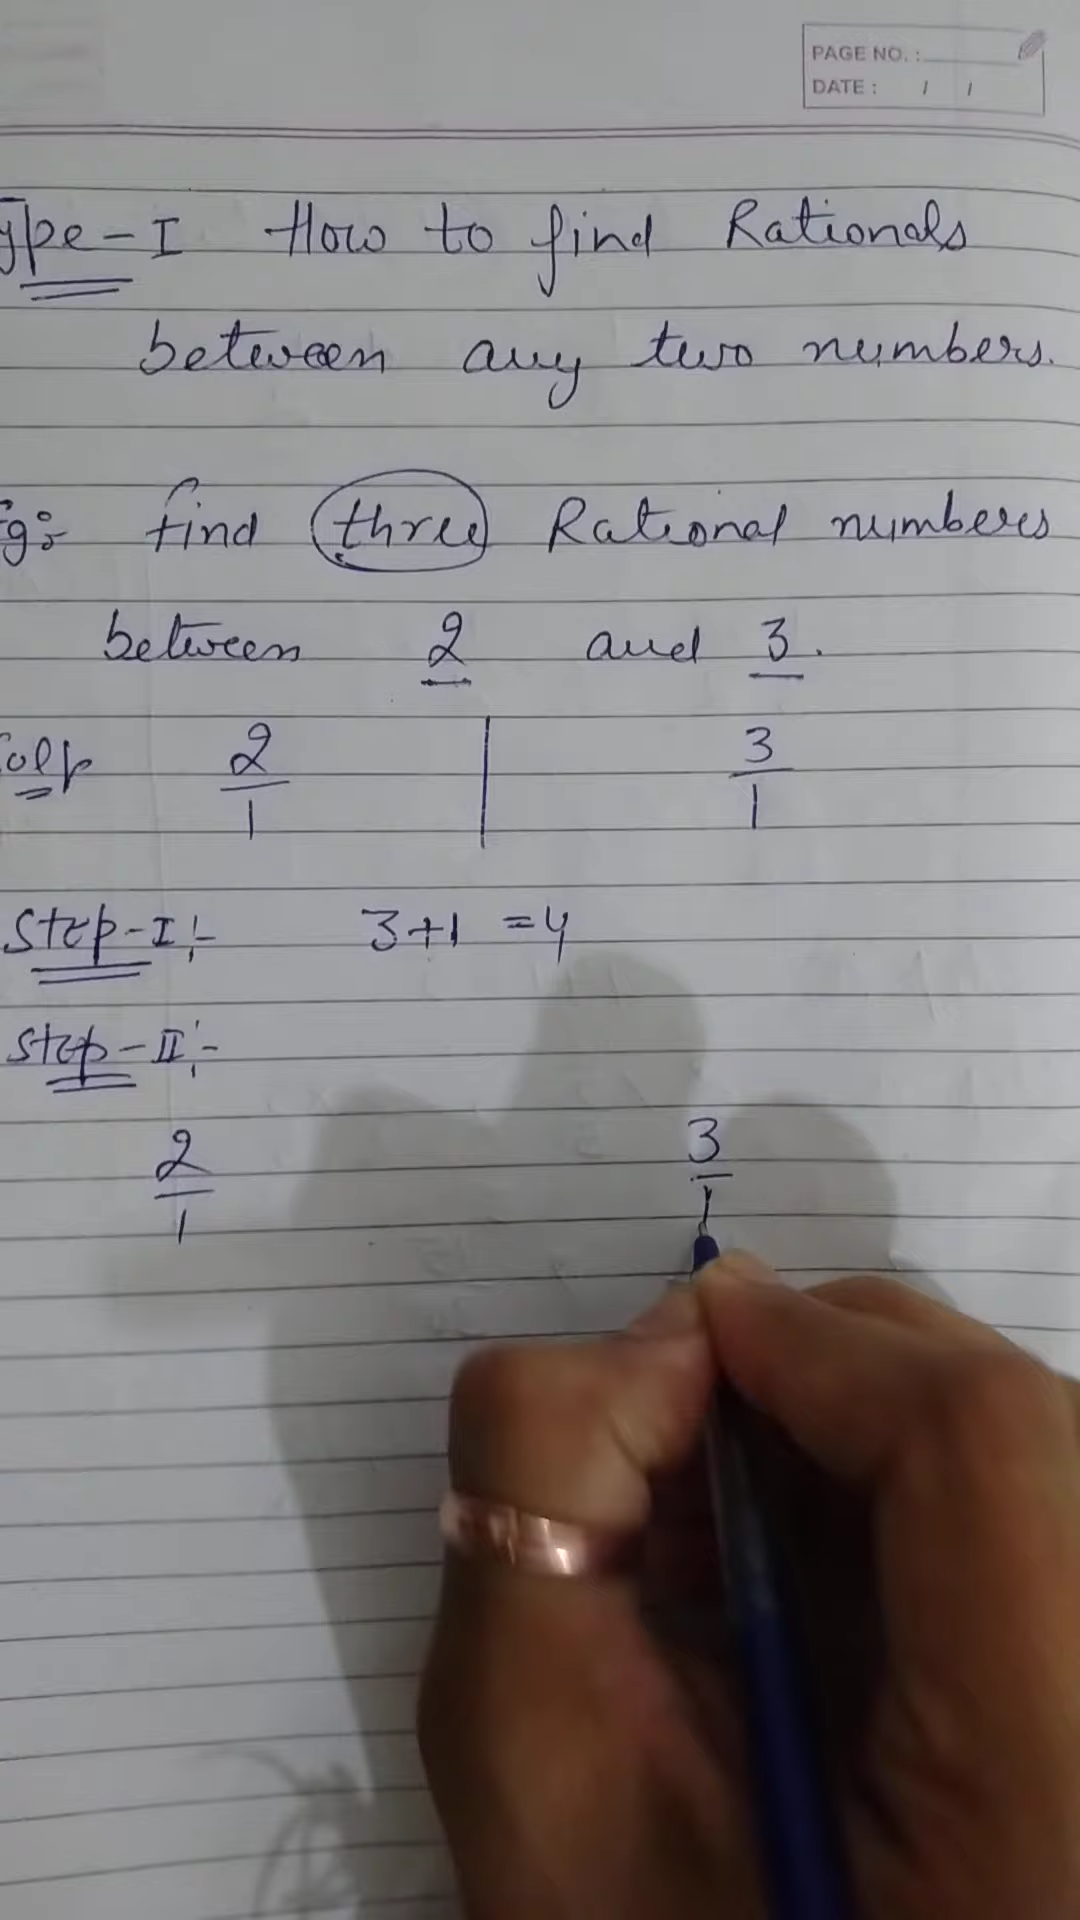 PAGE NO. :
DATE : / /
ype-I How to find Rationals
between any two numbers.
g:- find three Rational numbers
between 2 and 3.
Sol 2/1 | 3/1
Step-I:- 3+1 =4
Step-II:-
2/1 3/1